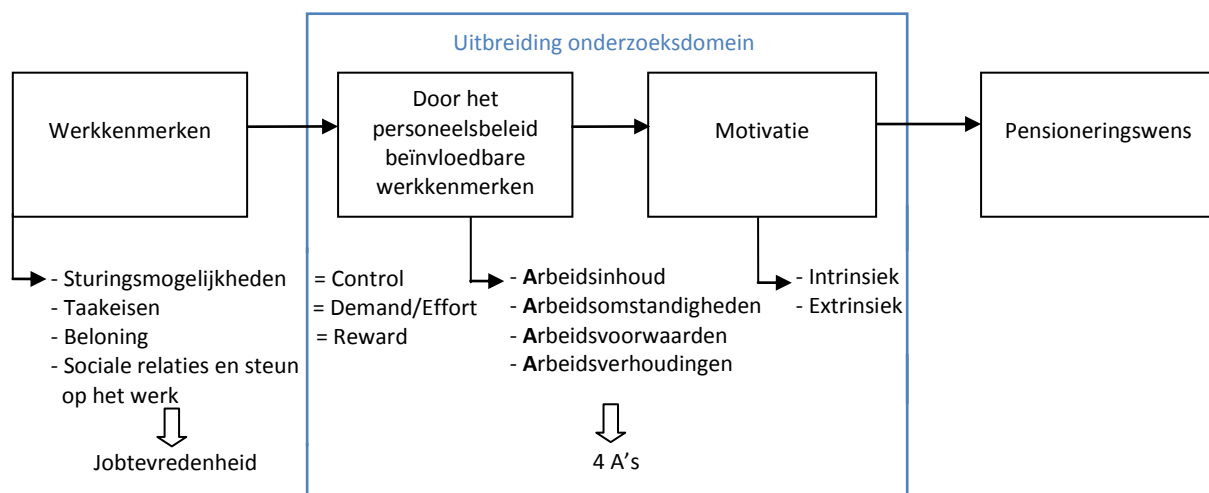 Uitbreiding onderzoeksdomein
Werkkenmerken
Door het
personeelsbeleid
beïnvloedbare
werkkenmerken
Motivatie
Pensioneringswens
- Sturingsmogelijkheden
- Taakeisen
- Beloning
- Sociale relaties en steun
op het werk
Jobtevredenheid
= Control
= Demand/Effort
= Reward
- Arbeidsinhoud
- Arbeidsomstandigheden
- Arbeidsvoorwaarden
- Arbeidsverhoudingen
4 A's
- Intrinsiek
- Extrinsiek